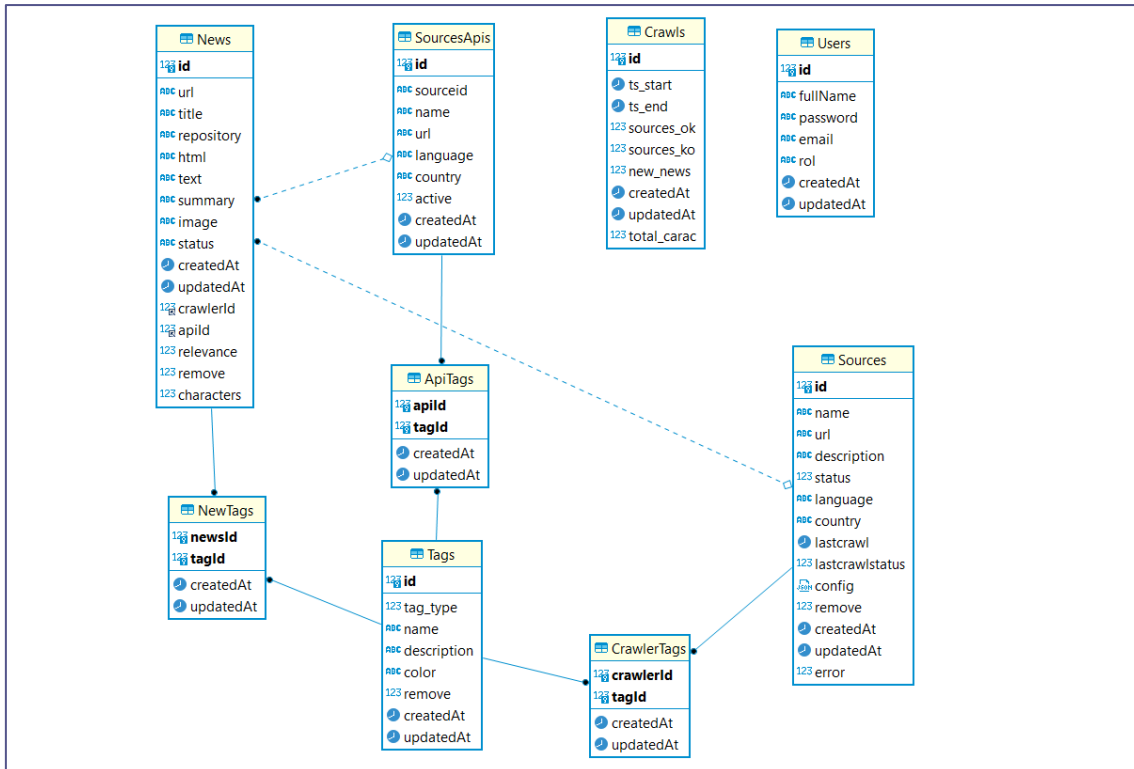 News
id
url
title
repository
html
text
summary
image
status
createdAt
updatedAt
crawlerId
apiId
relevance
remove
characters
SourcesApis
id
sourceid
name
url
language
country
active
createdAt
updatedAt
Crawls
id
ts_start
ts_end
sources_ok
sources_ko
new_news
createdAt
updatedAt
total_carac
Users
id
fullName
password
email
rol
createdAt
updatedAt
ApiTags
apiId
tagId
createdAt
updatedAt
Sources
id
name
url
description
status
language
country
lastcrawl
lastcrawlstatus
config
remove
createdAt
updatedAt
error
NewTags
newsId
tagId
createdAt
updatedAt
Tags
id
tag_type
name
description
color
remove
createdAt
updatedAt
CrawlerTags
crawlerId
tagId
createdAt
updatedAt